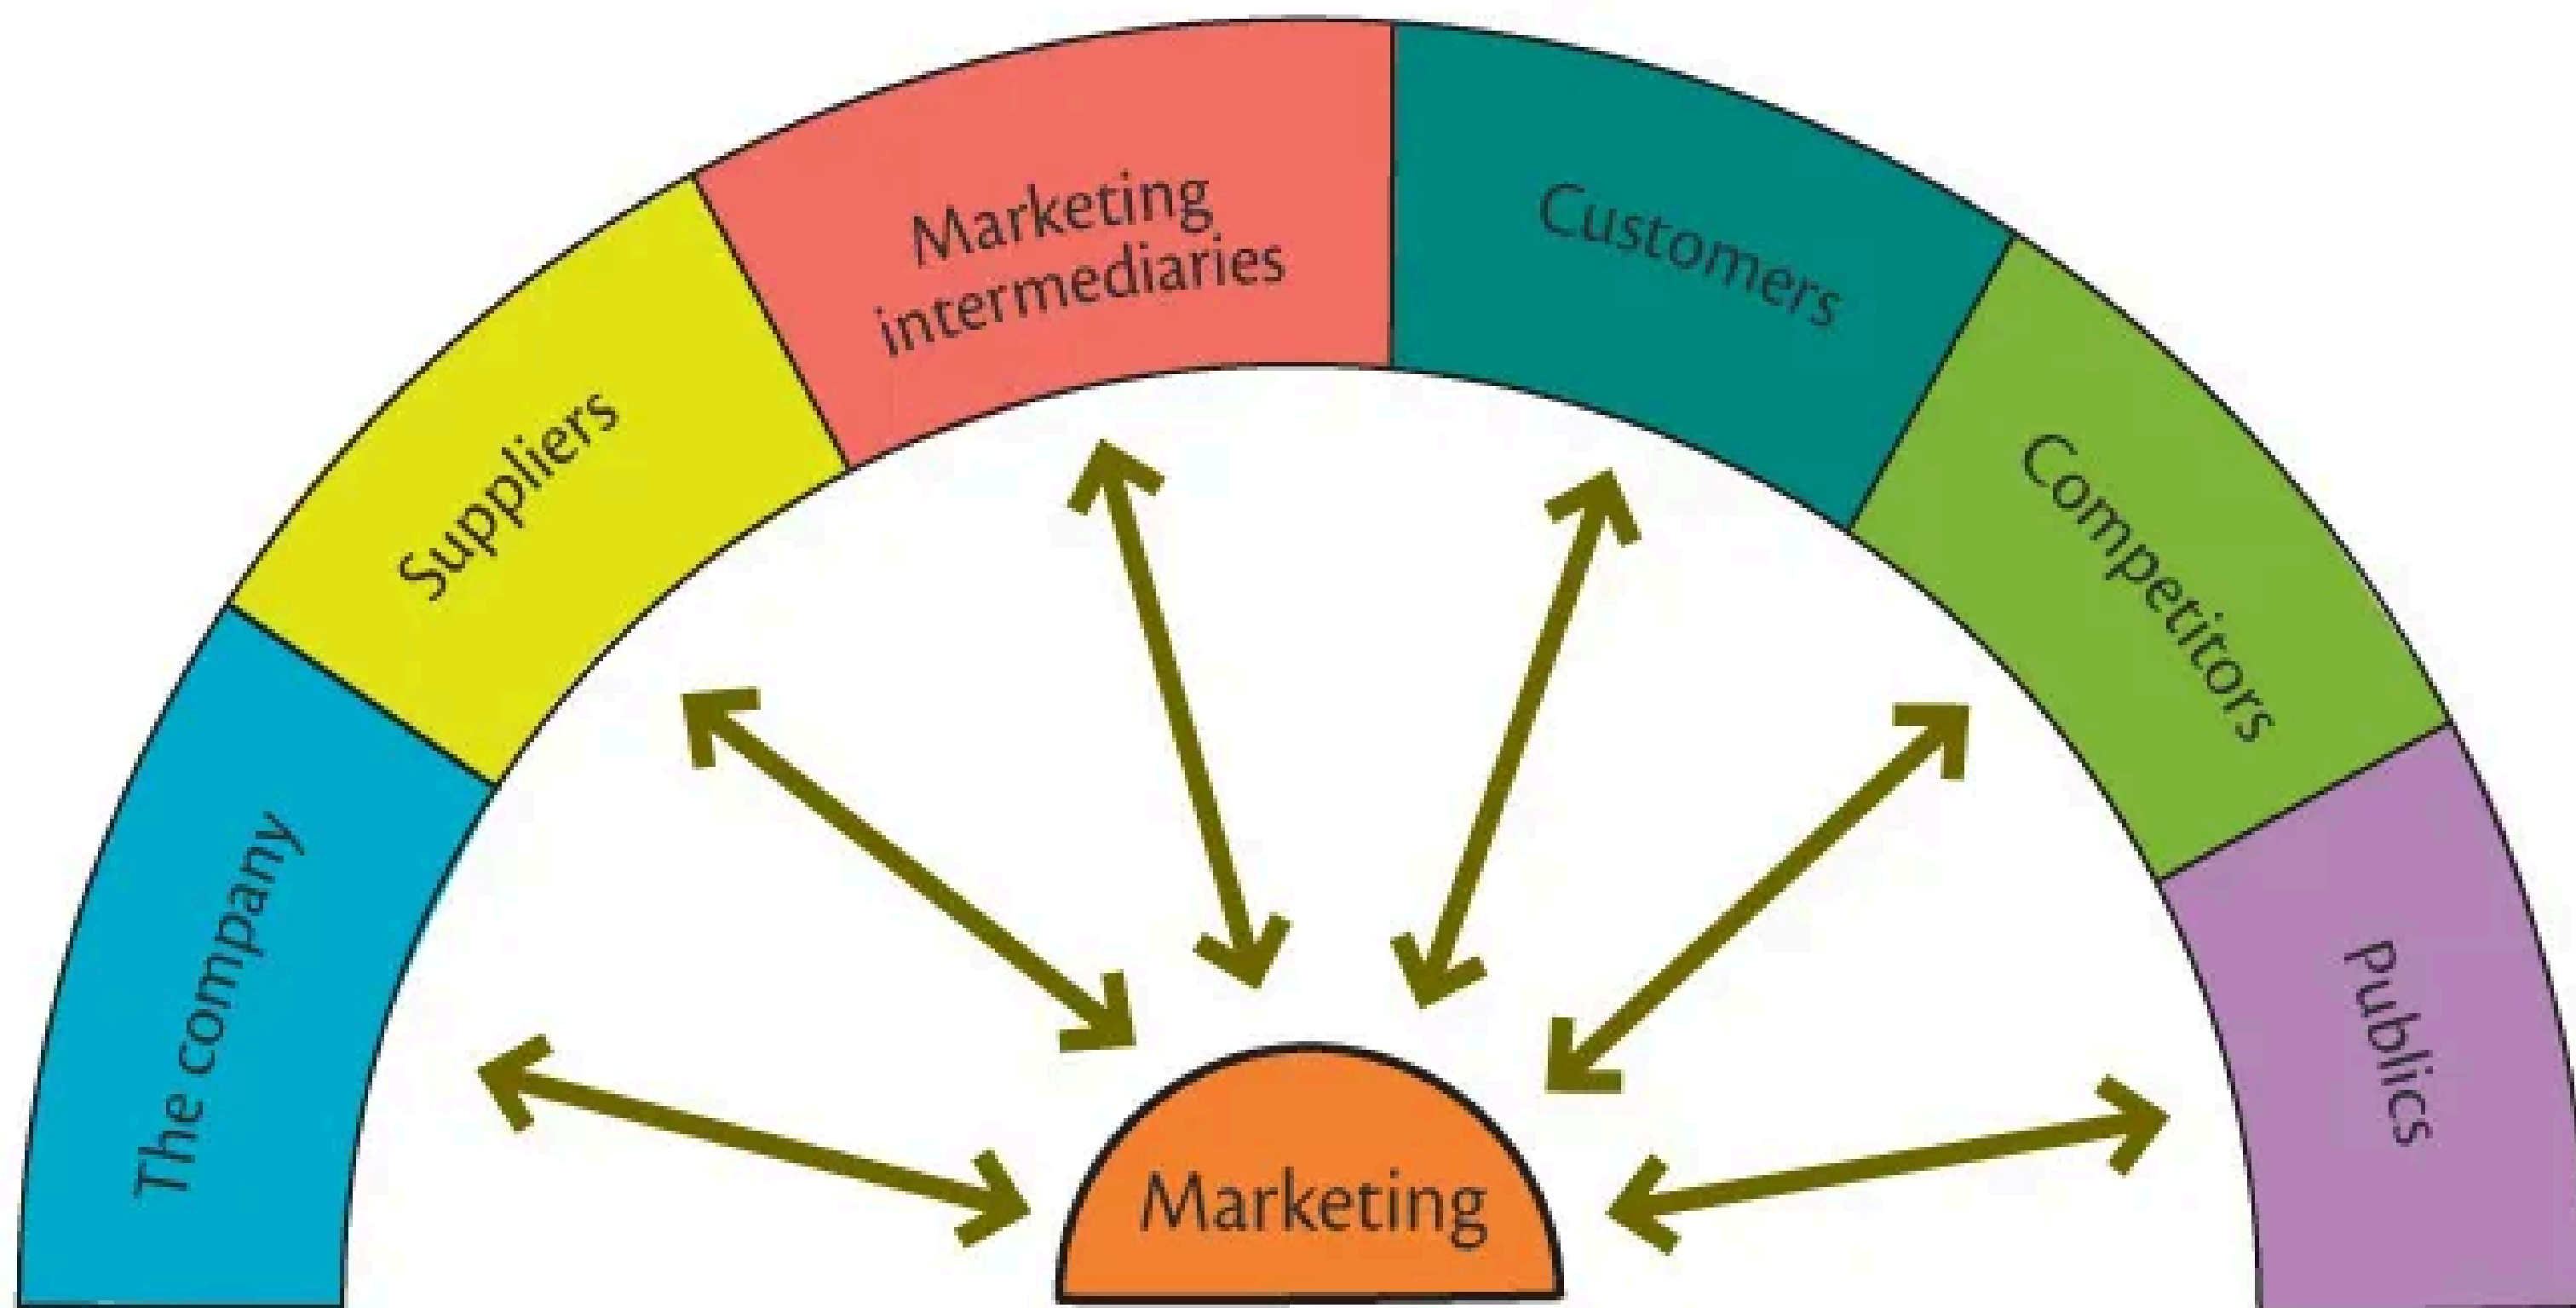 The company
Suppliers
Marketing
intermediaries
Customers
Competitors
Publics
Marketing